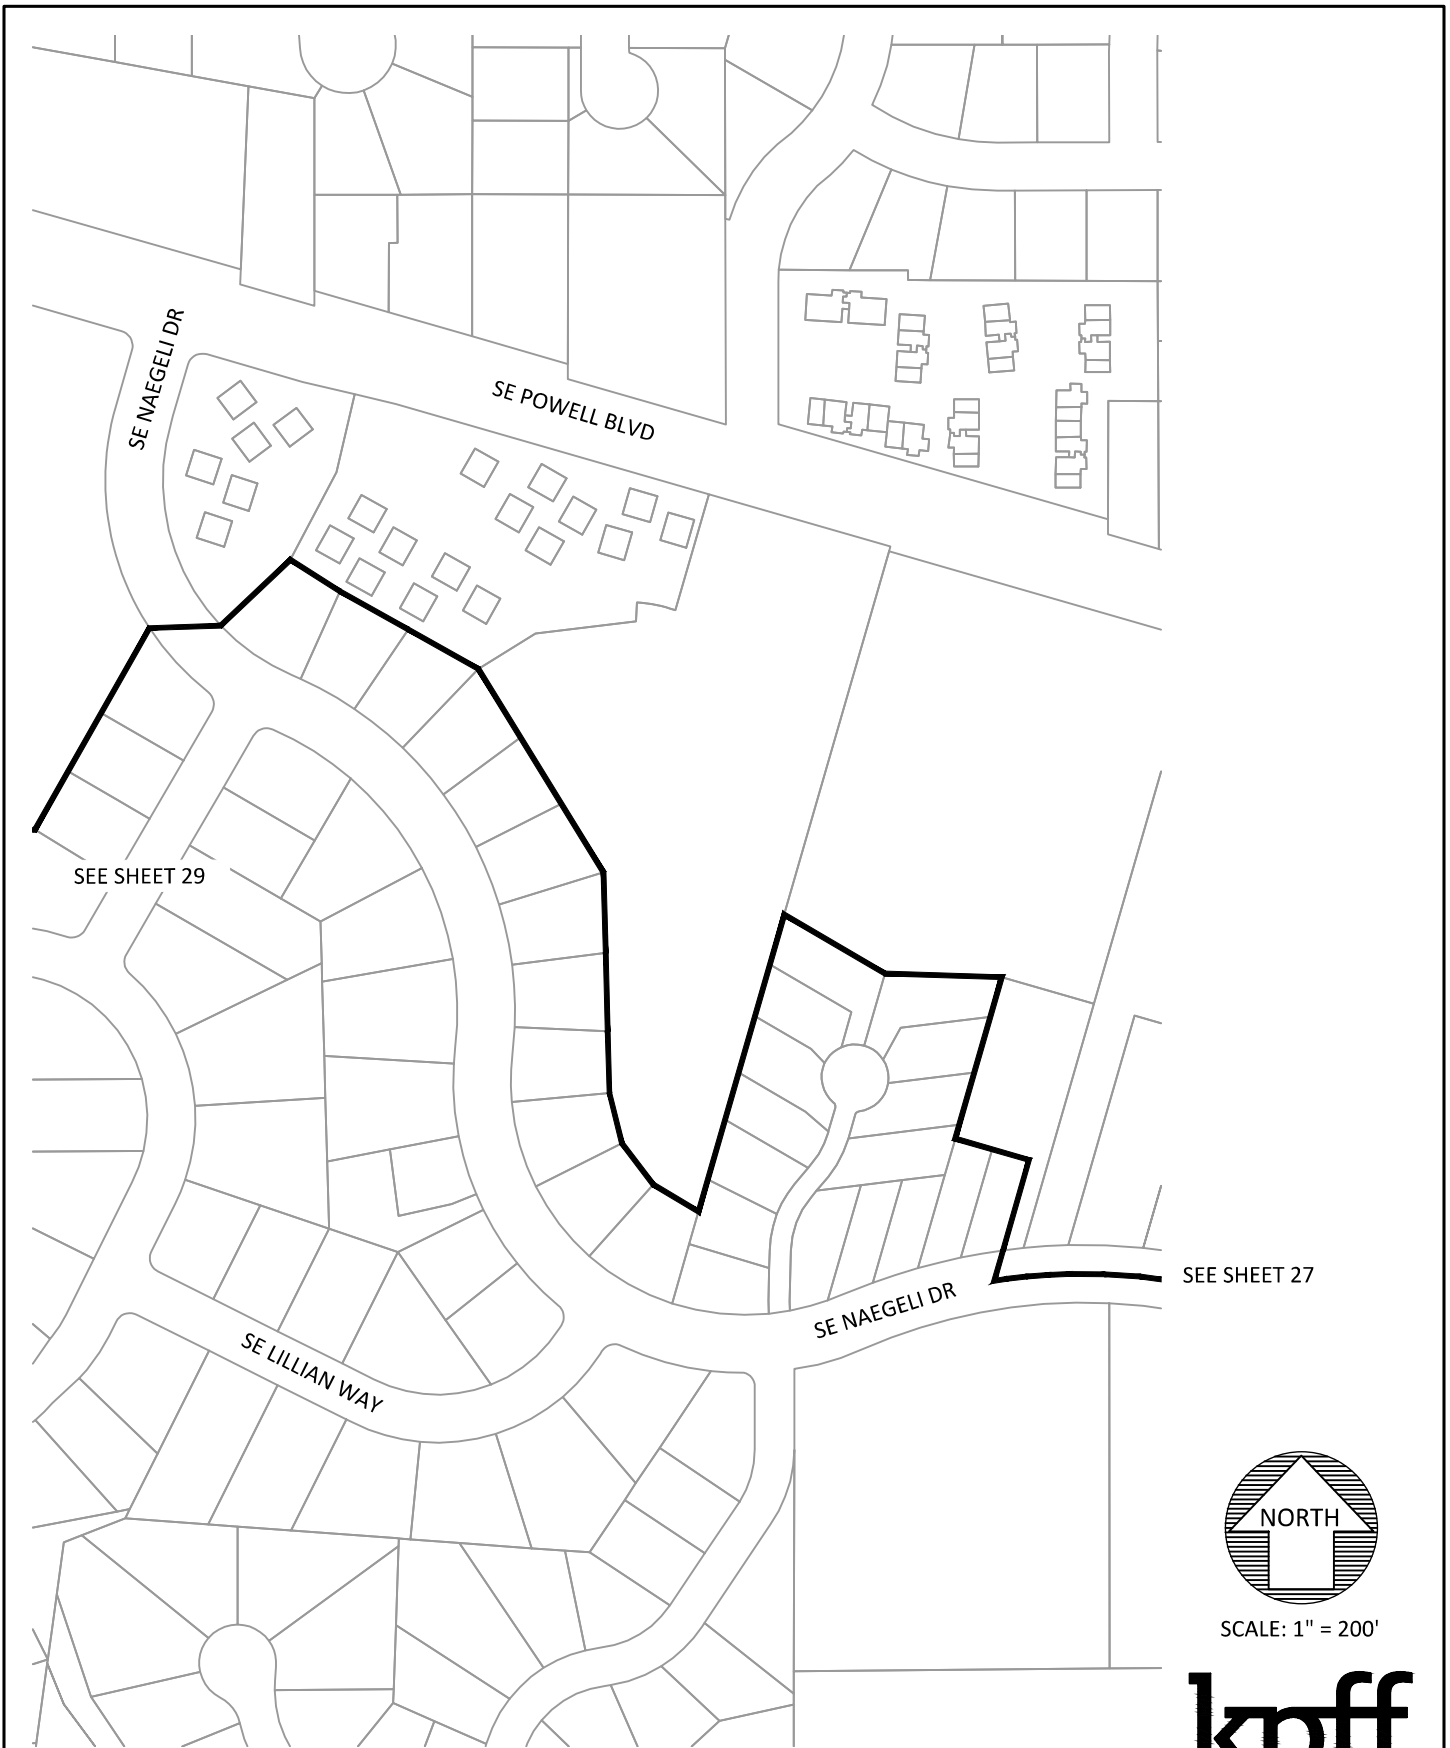 SE NAEGELI DR
SE POWELL BLVD
SEE SHEET 29
SEE SHEET 27
SE NAEGELI DR
SE LILLIAN WAY
NORTH
SCALE: 1" = 200'
kpff